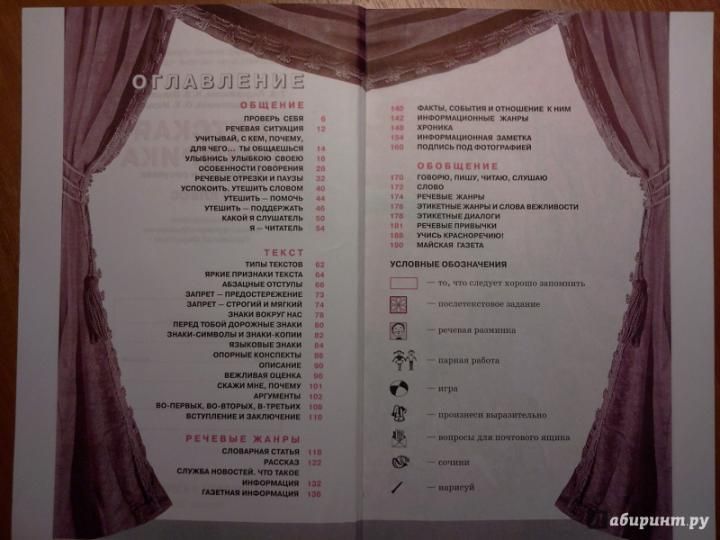 ОГЛАВЛЕНИЕ
ОБЩЕНИЕ
ПРОВЕРЬ СЕБЯ 6
РЕЧЕВАЯ СИТУАЦИЯ 12
УЧИТЫВАЙ, С КЕМ, ПОЧЕМУ,
ДЛЯ ЧЕГО... ТЫ ОБЩАЕШЬСЯ 14
УЛЫБНИСЬ УЛЫБКОЮ СВОЕЮ 16
ОСОБЕННОСТИ ГОВОРЕНИЯ 26
РЕЧЕВЫЕ ОТРЕЗКИ И ПАУЗЫ 32
УСПОКОИТЬ. УТЕШИТЬ СЛОВОМ 40
УТЕШИТЬ — ПОМОЧЬ 44
УТЕШИТЬ — ПОДДЕРЖАТЬ 46
КАКОЙ Я СЛУШАТЕЛЬ 50
Я — ЧИТАТЕЛЬ 54
ТЕКСТ
ТИПЫ ТЕКСТОВ 62
ЯРКИЕ ПРИЗНАКИ ТЕКСТА 64
АБЗАЦНЫЕ ОТСТУПЫ 66
ЗАПРЕТ — ПРЕДОСТЕРЕЖЕНИЕ 73
ЗАПРЕТ — СТРОГИЙ И МЯГКИЙ 74
ЗНАКИ ВОКРУГ НАС 78
ПЕРЕД ТОБОЙ ДОРОЖНЫЕ ЗНАКИ 80
ЗНАКИ-СИМВОЛЫ И ЗНАКИ-КОПИИ 82
ЯЗЫКОВЫЕ ЗНАКИ 84
ОПОРНЫЕ КОНСПЕКТЫ 86
ОПИСАНИЕ 90
ВЕЖЛИВАЯ ОЦЕНКА 96
СКАЖИ МНЕ, ПОЧЕМУ 101
АРГУМЕНТЫ 102
ВО-ПЕРВЫХ, ВО-ВТОРЫХ, В-ТРЕТЬИХ 108
ВСТУПЛЕНИЕ И ЗАКЛЮЧЕНИЕ 110
РЕЧЕВЫЕ ЖАНРЫ
СЛОВАРНАЯ СТАТЬЯ 118
РАССКАЗ 122
СЛУЖБА НОВОСТЕЙ. ЧТО ТАКОЕ
ИНФОРМАЦИЯ 132
ГАЗЕТНАЯ ИНФОРМАЦИЯ 136
140 ФАКТЫ, СОБЫТИЯ И ОТНОШЕНИЕ К НИМ
142 ИНФОРМАЦИОННЫЕ ЖАНРЫ
148 ХРОНИКА
154 ИНФОРМАЦИОННАЯ ЗАМЕТКА
160 ПОДПИСЬ ПОД ФОТОГРАФИЕЙ
ОБОБЩЕНИЕ
170 ГОВОРЮ, ПИШУ, ЧИТАЮ, СЛУШАЮ
172 СЛОВО
174 РЕЧЕВЫЕ ЖАНРЫ
176 ЭТИКЕТНЫЕ ЖАНРЫ И СЛОВА ВЕЖЛИВОСТИ
178 ЭТИКЕТНЫЕ ДИАЛОГИ
181 РЕЧЕВЫЕ ПРИВЫЧКИ
188 УЧИСЬ КРАСНОРЕЧИЮ!
190 МАЙСКАЯ ГАЗЕТА
УСЛОВНЫЕ ОБОЗНАЧЕНИЯ
— то, что следует хорошо запомнить
— послетекстовое задание
— речевая разминка
— парная работа
— игра
— произнеси выразительно
— вопросы для почтового ящика
— сочини
— нарисуй
Лабиринт.ру